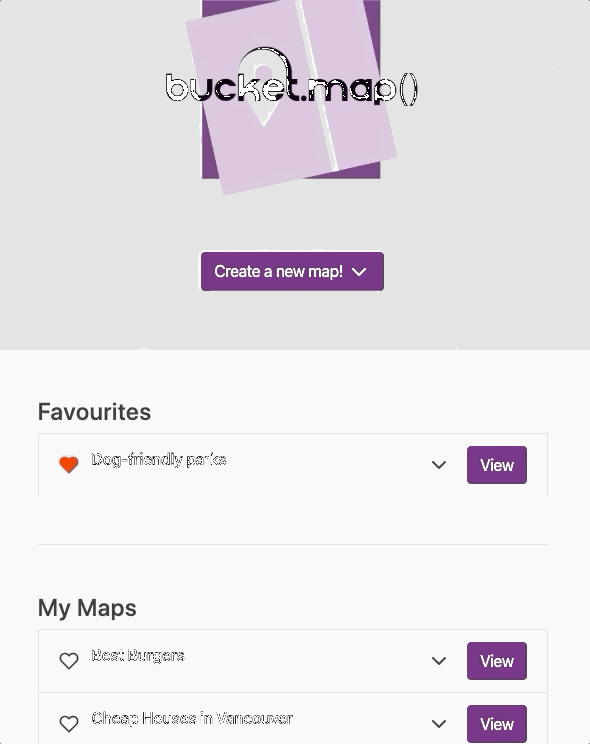 bucket.map()
Create a new map!
Favourites
Dog-friendly parks
View
My Maps
Best Burgers
View
Cheap Houses in Vancouver
View